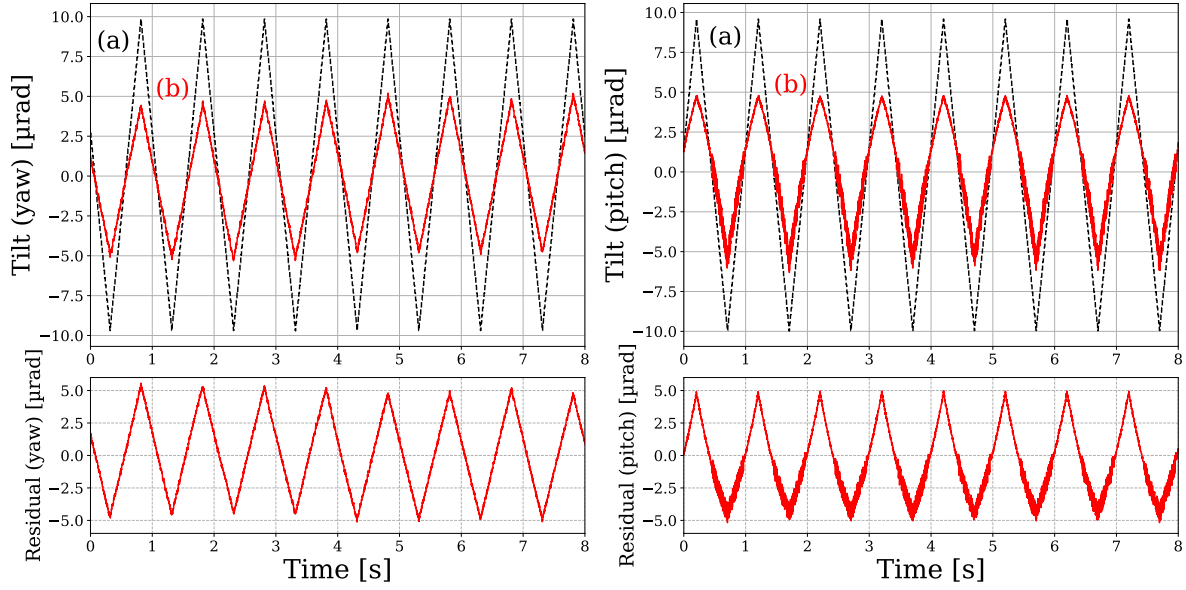 (a)
(b)
Tilt (yaw) [µrad]
10.0
7.5
5.0
2.5
0.0
−2.5
−5.0
−7.5
−10.0
0 1 2 3 4 5 6 7 8
Residual (yaw) [µrad]
5.0
2.5
0.0
−2.5
−5.0
0 1 2 3 4 5 6 7 8
Time [s]
(a)
(b)
Tilt (pitch) [µrad]
10.0
7.5
5.0
2.5
0.0
−2.5
−5.0
−7.5
−10.0
0 1 2 3 4 5 6 7 8
Residual (pitch) [µrad]
5.0
2.5
0.0
−2.5
−5.0
0 1 2 3 4 5 6 7 8
Time [s]